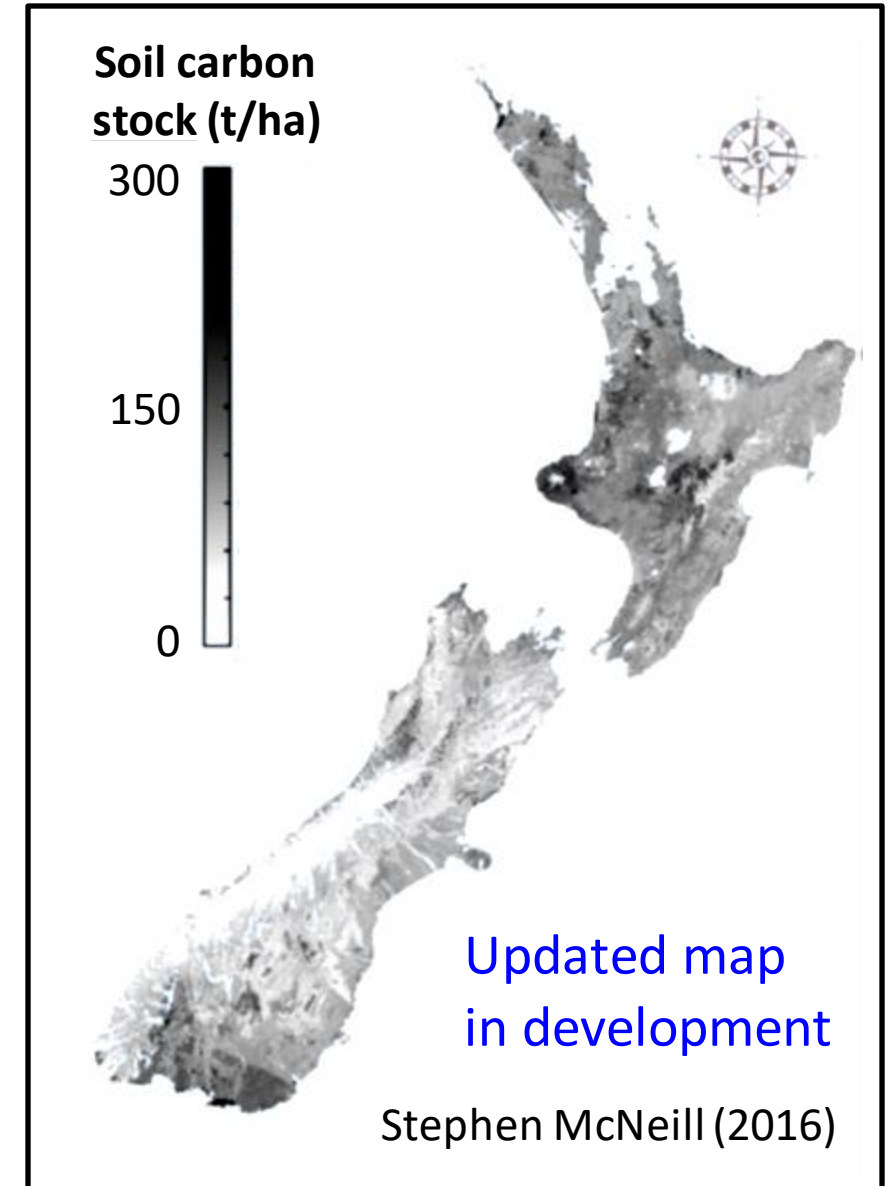 Soil carbon
stock (t/ha)
300
150
0
Updated map
in development
Stephen McNeill (2016)